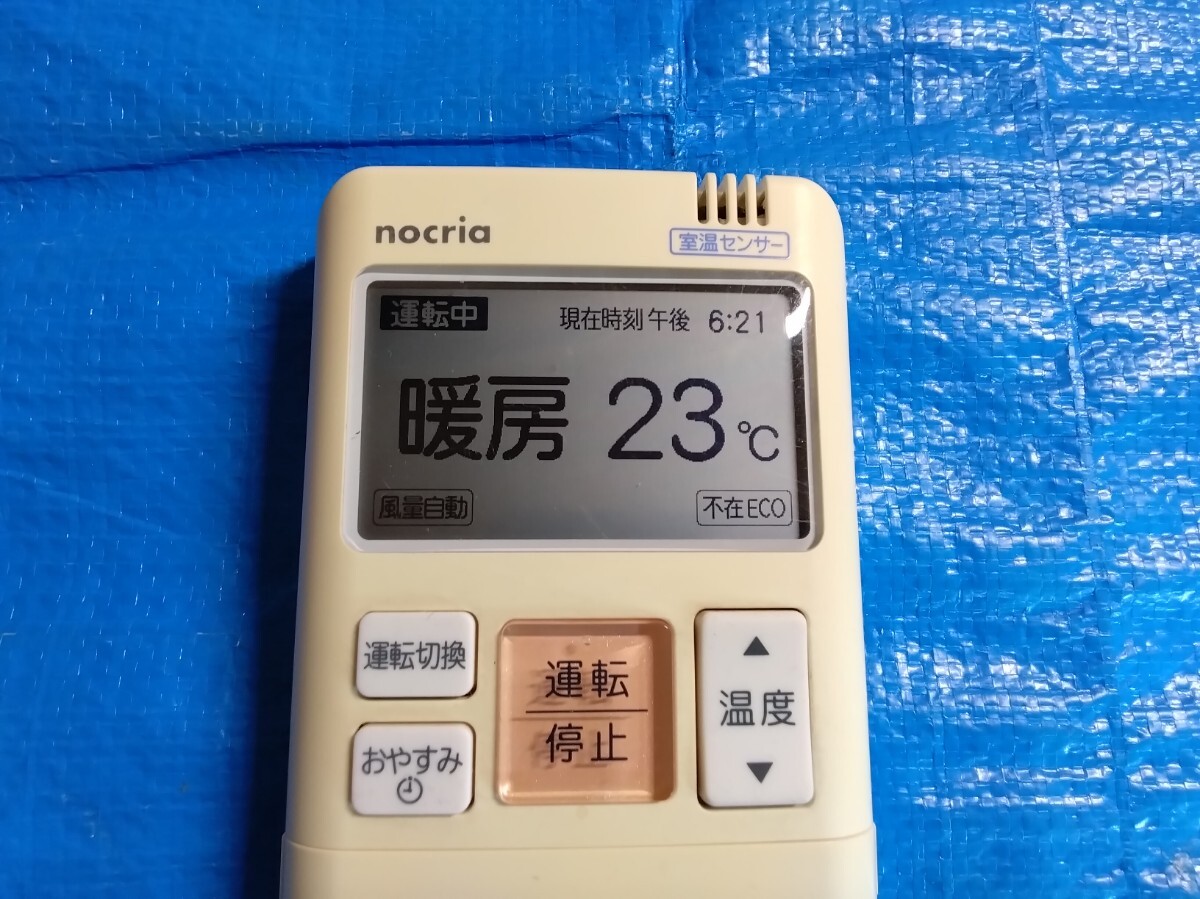 nocria
室温センサー
運転中 現在時刻 午後 6:21
暖房 23℃
風量自動 不在ECO
運転切換
運転
停止
▲
温度
▼
おやすみ